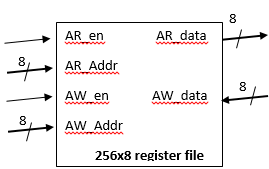 8
AR_en AR_data
8 AR_Addr 8
AW_en AW_data
8 AW_Addr
256x8 register file